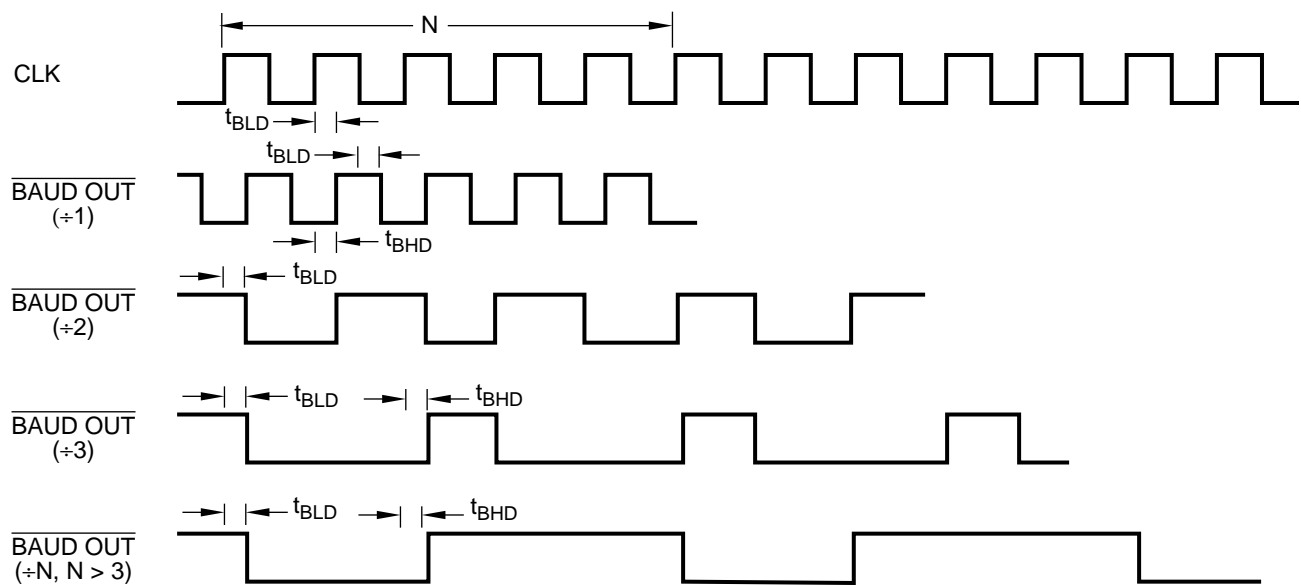 N
CLK
tBLD
tBLD
BAUD OUT
(÷1)
tBHD
tBLD
BAUD OUT
(÷2)
tBLD
tBHD
BAUD OUT
(÷3)
tBLD
tBHD
BAUD OUT
(÷N, N > 3)